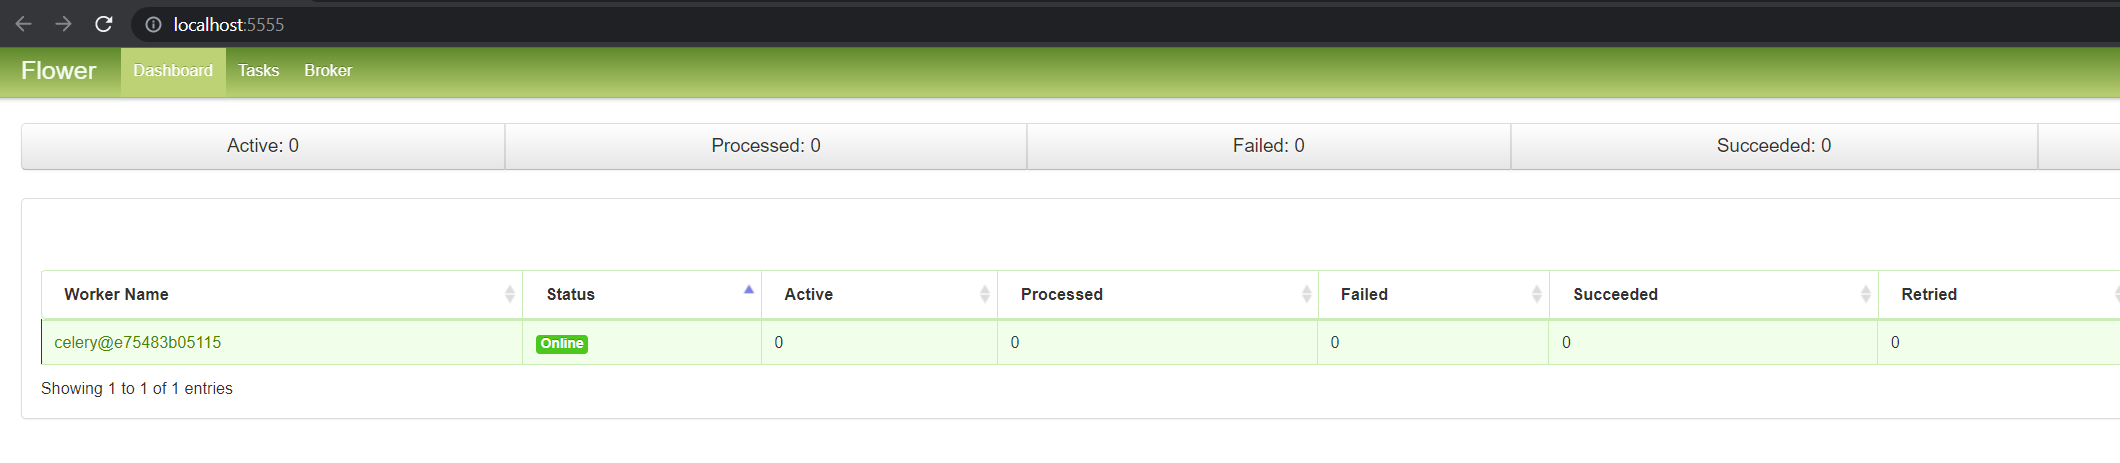 localhost:5555
Flower Dashboard Tasks Broker
Active: 0 Processed: 0 Failed: 0 Succeeded: 0
Worker Name Status Active Processed Failed Succeeded Retried
celery@e75483b05115 Online 0 0 0 0 0
Showing 1 to 1 of 1 entries